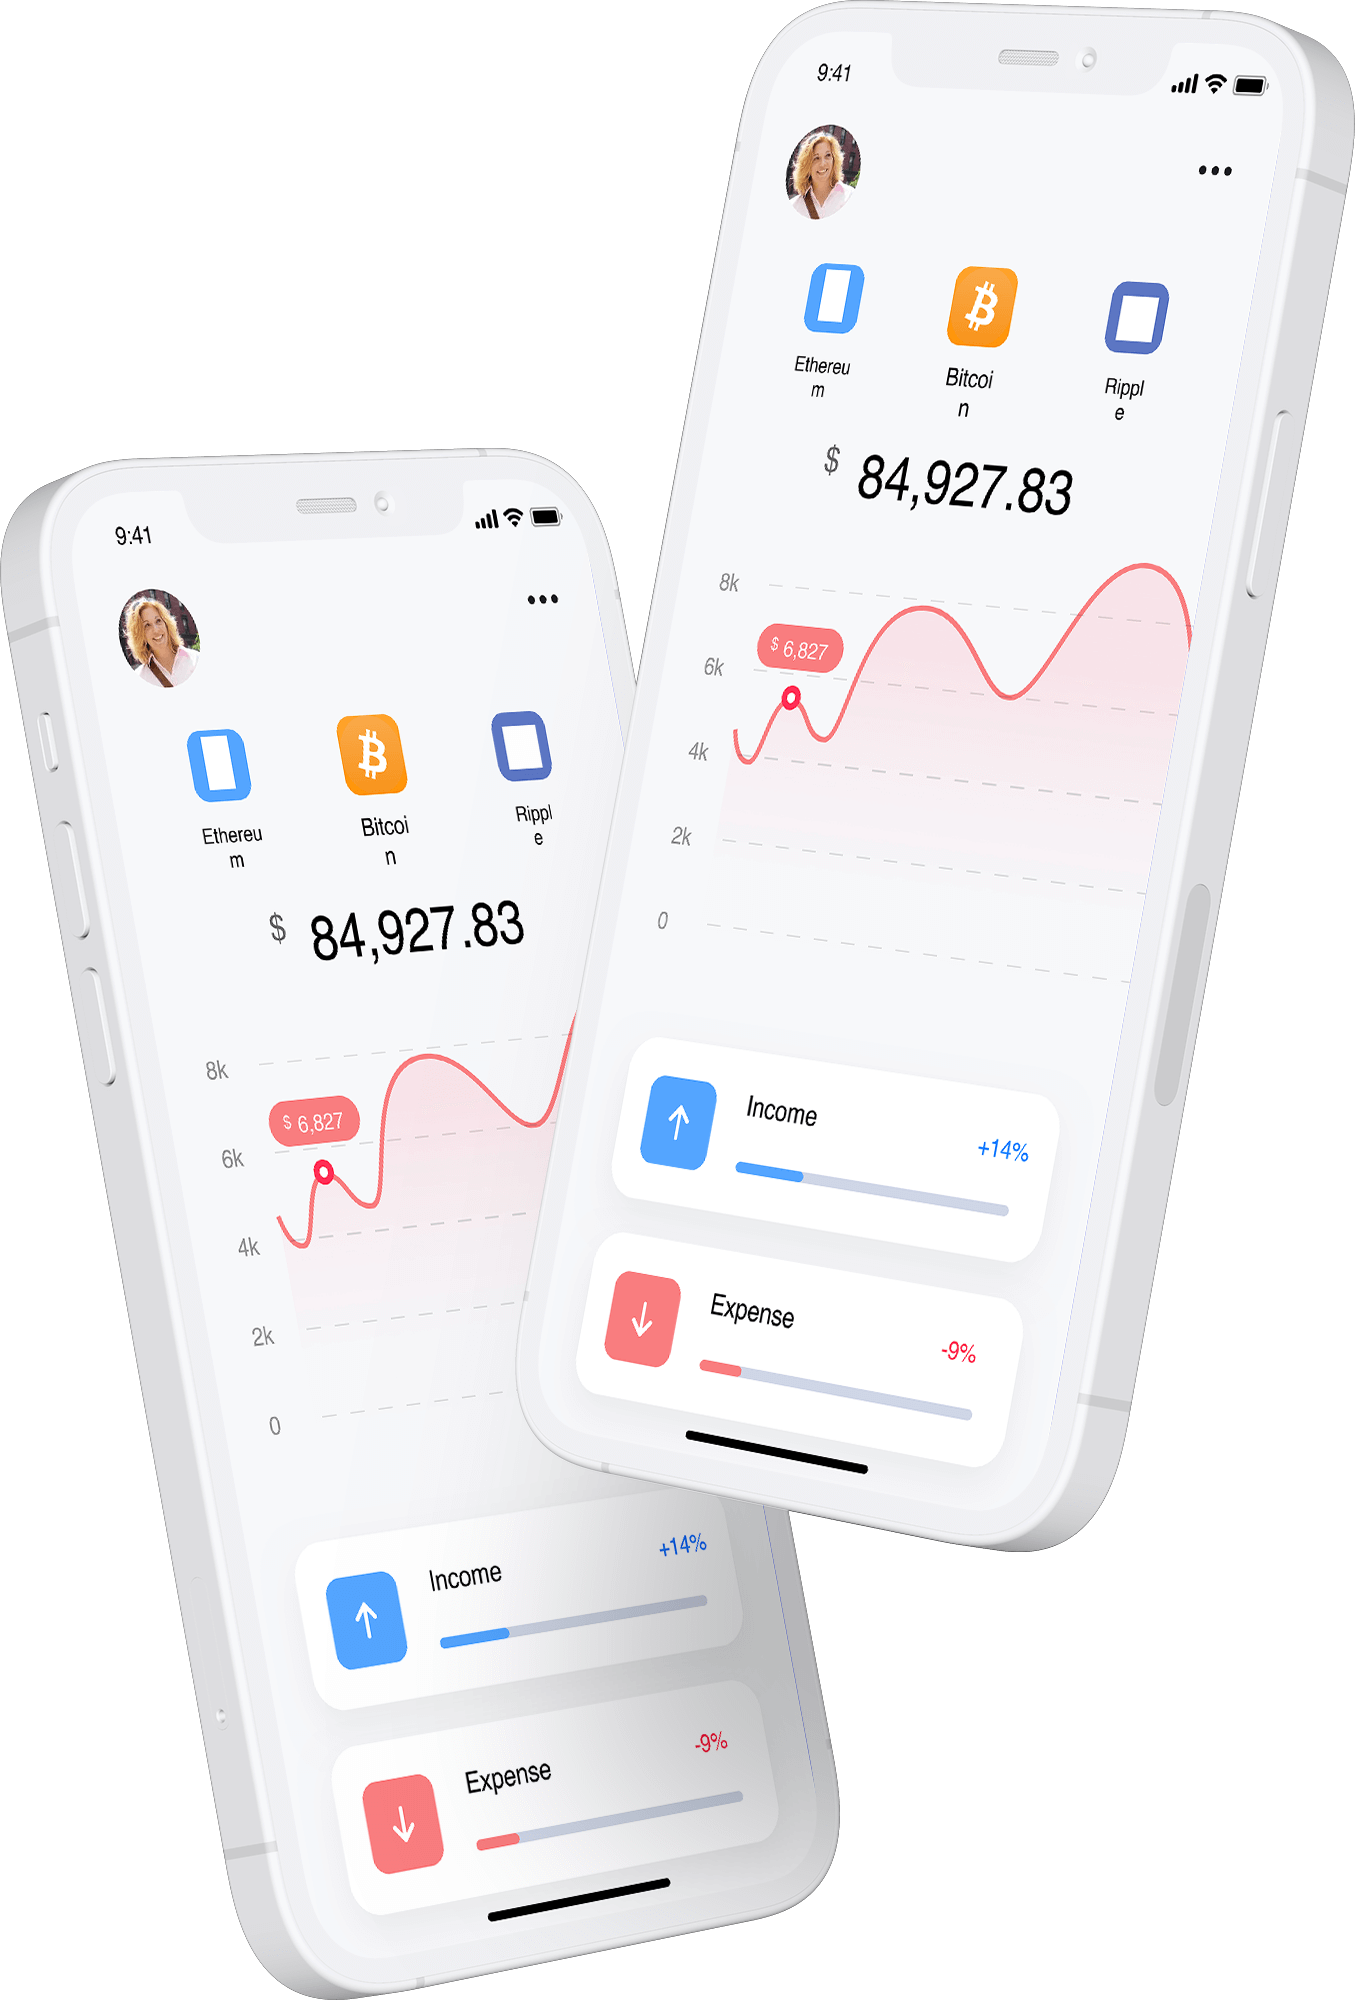 9:41
Ethereu
m
Bitcoi
n
Rippl
e
$ 84,927.83
8k
$ 6,827
6k
4k
2k
0
Income
+14%
Expense
-9%
9:41
Ethereu
m
Bitcoi
n
Rippl
e
$ 84,927.83
8k
$ 6,827
6k
4k
2k
0
Income
+14%
Expense
-9%